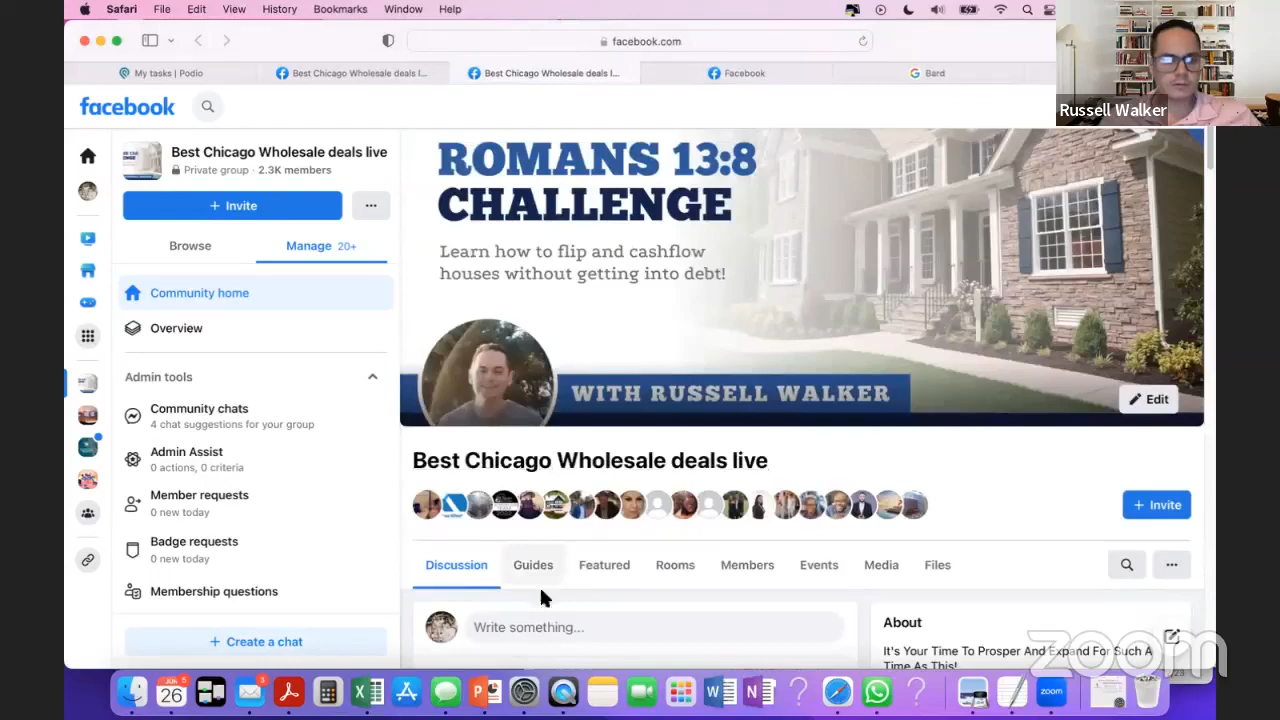 Safari File Edit View History Bookmarks Window Help
facebook.com
My tasks | Podio
Best Chicago Wholesale deals l...
Best Chicago Wholesale deals l...
Facebook
Bard
Russell Walker
facebook
Best Chicago Wholesale deals live
Private group · 2.3K members
+ Invite
Browse
Manage 20+
Community home
Overview
Admin tools
Community chats
4 chat suggestions for your group
Admin Assist
0 actions, 0 criteria
Member requests
0 new today
Badge requests
0 new today
Membership questions
+ Create a chat
ROMANS 13:8
CHALLENGE
Learn how to flip and cashflow
houses without getting into debt!
WITH RUSSELL WALKER
Edit
Best Chicago Wholesale deals live
+ Invite
Discussion Guides Featured Rooms Members Events Media Files
Write something...
About
It's Your Time To Prosper And Expand For Such A
Time As This!
zoom
JUN 5
26
3
zoom